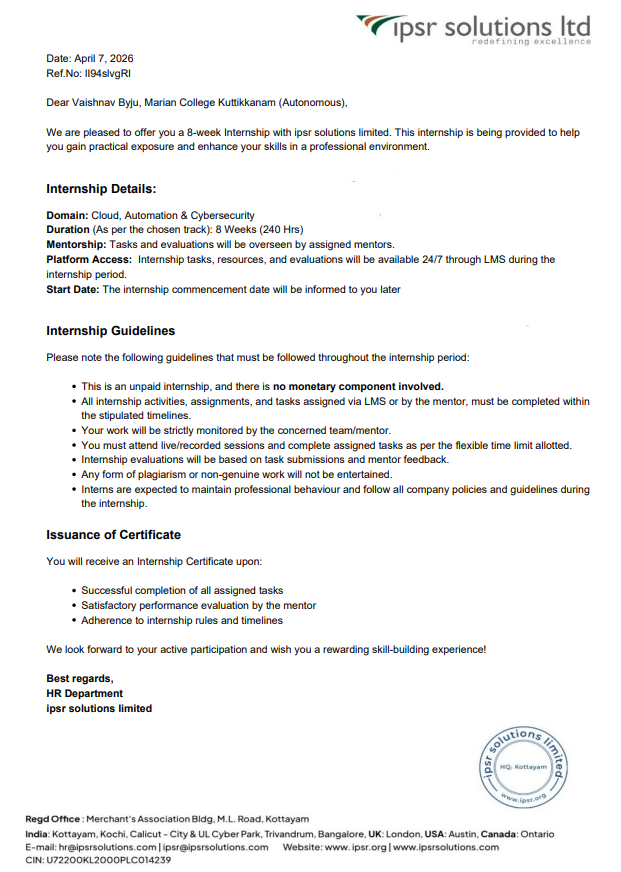 ipsr solutions ltd
redefining excellence
Date: April 7, 2026
Ref.No: II94slvgRI
Dear Vaishnav Byju, Marian College Kuttikkanam (Autonomous),
We are pleased to offer you a 8-week Internship with ipsr solutions limited. This internship is being provided to help
you gain practical exposure and enhance your skills in a professional environment.
Internship Details:
Domain: Cloud, Automation & Cybersecurity
Duration (As per the chosen track): 8 Weeks (240 Hrs)
Mentorship: Tasks and evaluations will be overseen by assigned mentors.
Platform Access: Internship tasks, resources, and evaluations will be available 24/7 through LMS during the
internship period.
Start Date: The internship commencement date will be informed to you later
Internship Guidelines
Please note the following guidelines that must be followed throughout the internship period:
• This is an unpaid internship, and there is no monetary component involved.
• All internship activities, assignments, and tasks assigned via LMS or by the mentor, must be completed within
the stipulated timelines.
• Your work will be strictly monitored by the concerned team/mentor.
• You must attend live/recorded sessions and complete assigned tasks as per the flexible time limit allotted.
• Internship evaluations will be based on task submissions and mentor feedback.
• Any form of plagiarism or non-genuine work will not be entertained.
• Interns are expected to maintain professional behaviour and follow all company policies and guidelines during
the internship.
Issuance of Certificate
You will receive an Internship Certificate upon:
• Successful completion of all assigned tasks
• Satisfactory performance evaluation by the mentor
• Adherence to internship rules and timelines
We look forward to your active participation and wish you a rewarding skill-building experience!
Best regards,
HR Department
ipsr solutions limited
ipsr solutions limited
HQ: Kottayam
www.ipsr.org
Regd Office : Merchant's Association Bldg, M.L. Road, Kottayam
India: Kottayam, Kochi, Calicut - City & UL Cyber Park, Trivandrum, Bangalore, UK: London, USA: Austin, Canada: Ontario
E-mail: hr@ipsrsolutions.com | ipsr@ipsrsolutions.com Website: www. ipsr.org | www.ipsrsolutions.com
CIN: U72200KL2000PLC014239